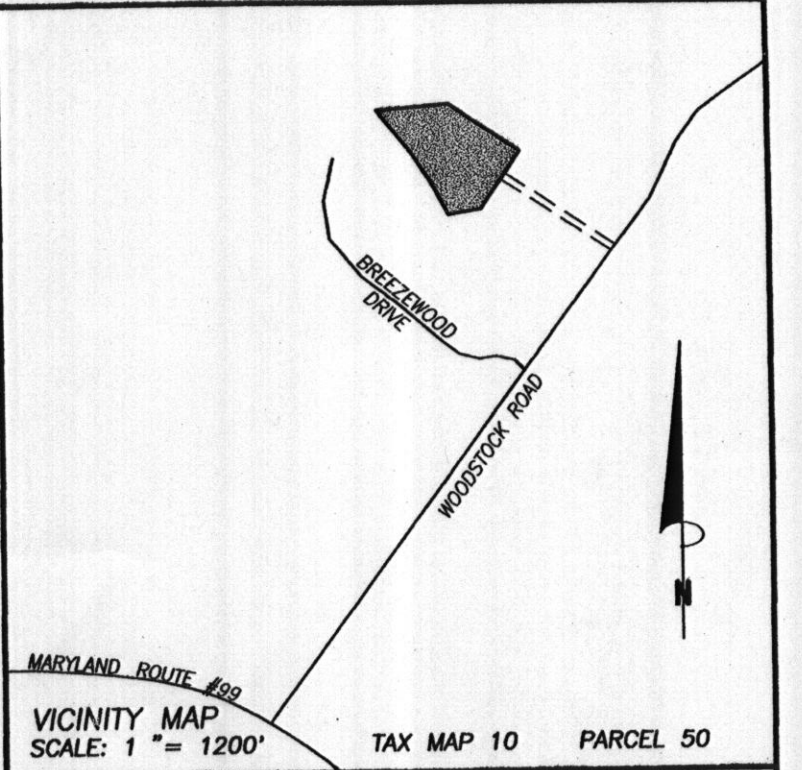 BREEZEWOOD
DRIVE
WOODSTOCK ROAD
N
MARYLAND ROUTE #99
VICINITY MAP
SCALE: 1 "= 1200'
TAX MAP 10
PARCEL 50